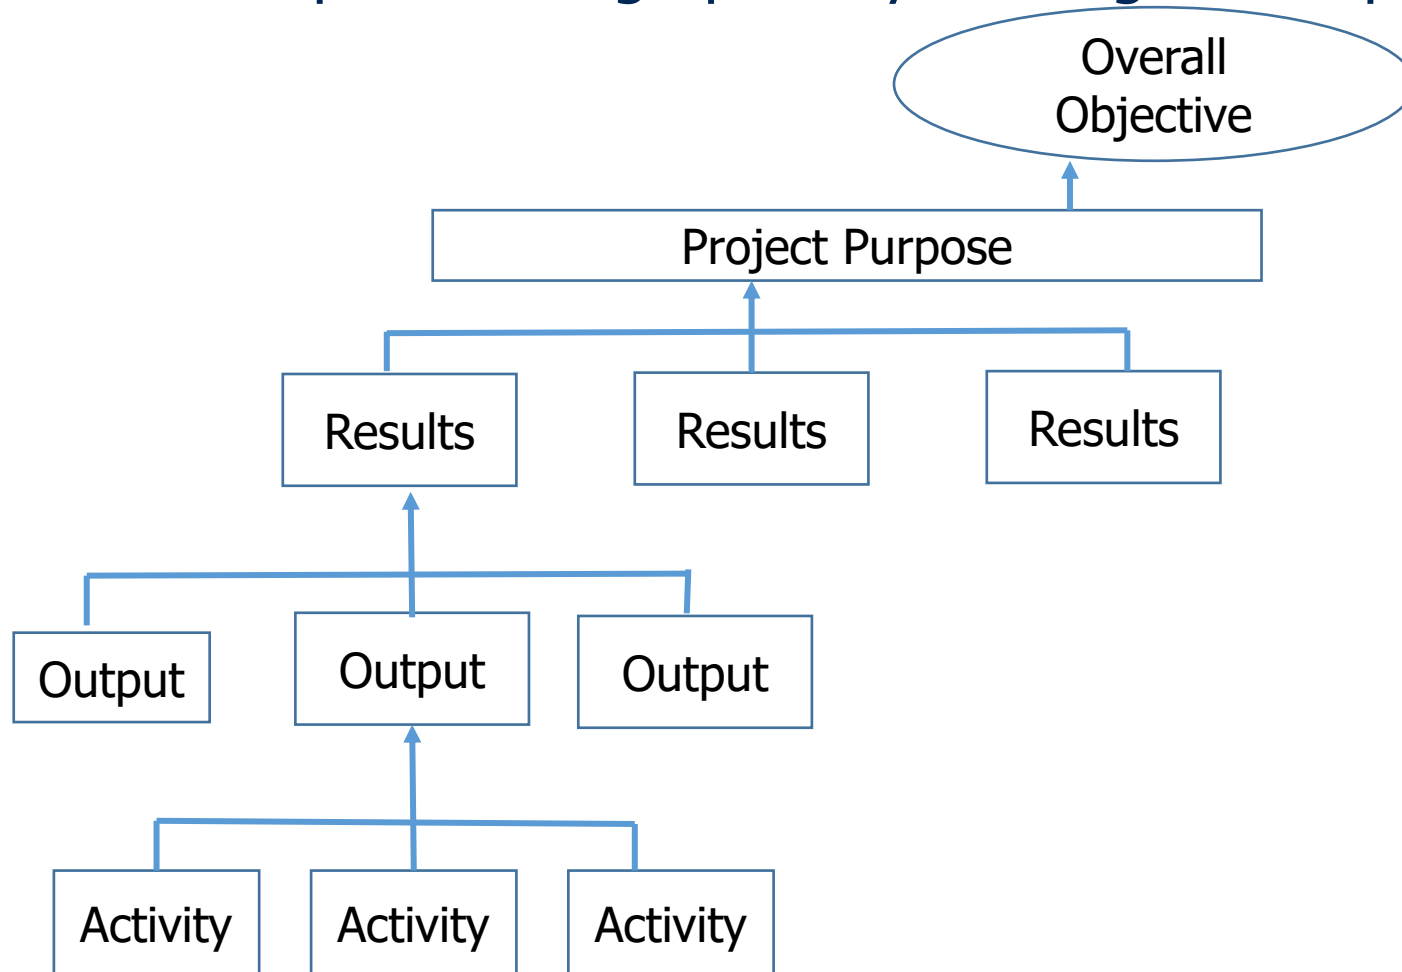 Overall
Objective
Project Purpose
Results
Results
Results
Output
Output
Output
Activity
Activity
Activity